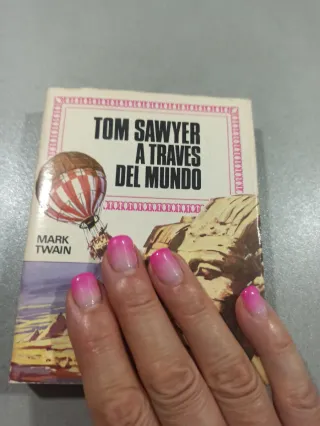 TOM SAWYER
A TRAVES
DEL MUNDO
MARK
TWAIN